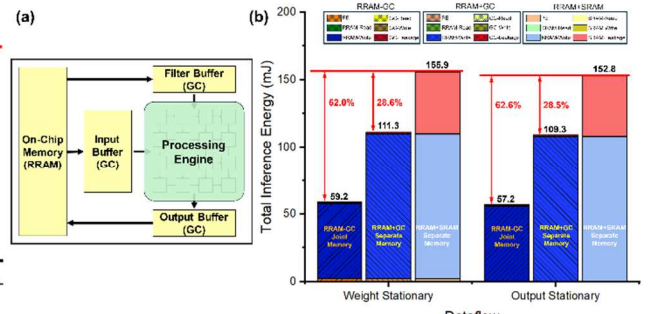 (a)
Filter Buffer
(GC)
On-Chip
Memory
(RRAM)
Input
Buffer
(GC)
Processing
Engine
Output Buffer
(GC)
(b)
RRAM-GC
RRAM+GC
RRAM+SRAM
Total Inference Energy (mJ)
200
150
100
50
0
155.9
62.0%
28.6%
111.3
59.2
RRAM-GC
Joint
Memory
RRAM+GC
Separate
Memory
RRAM+SRAM
Separate
Memory
152.8
62.6%
28.5%
109.3
57.2
RRAM-GC
Joint
Memory
RRAM+GC
Separate
Memory
RRAM+SRAM
Separate
Memory
Weight Stationary
Output Stationary
Dataflow